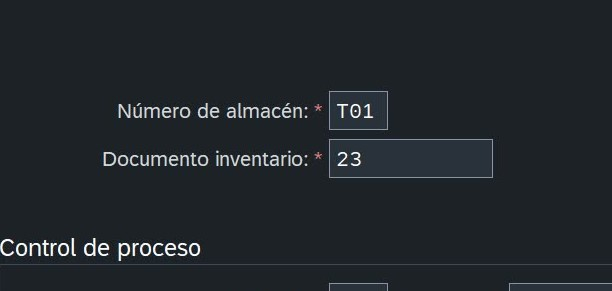 Número de almacén: * T01
Documento inventario: * 23
Control de proceso